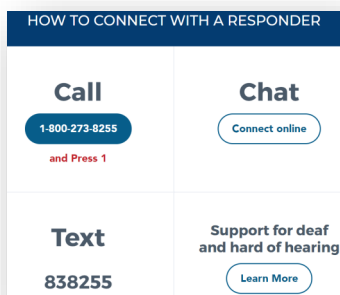 HOW TO CONNECT WITH A RESPONDER
Call
1-800-273-8255
and Press 1
Chat
Connect online
Text
838255
Support for deaf
and hard of hearing
Learn More